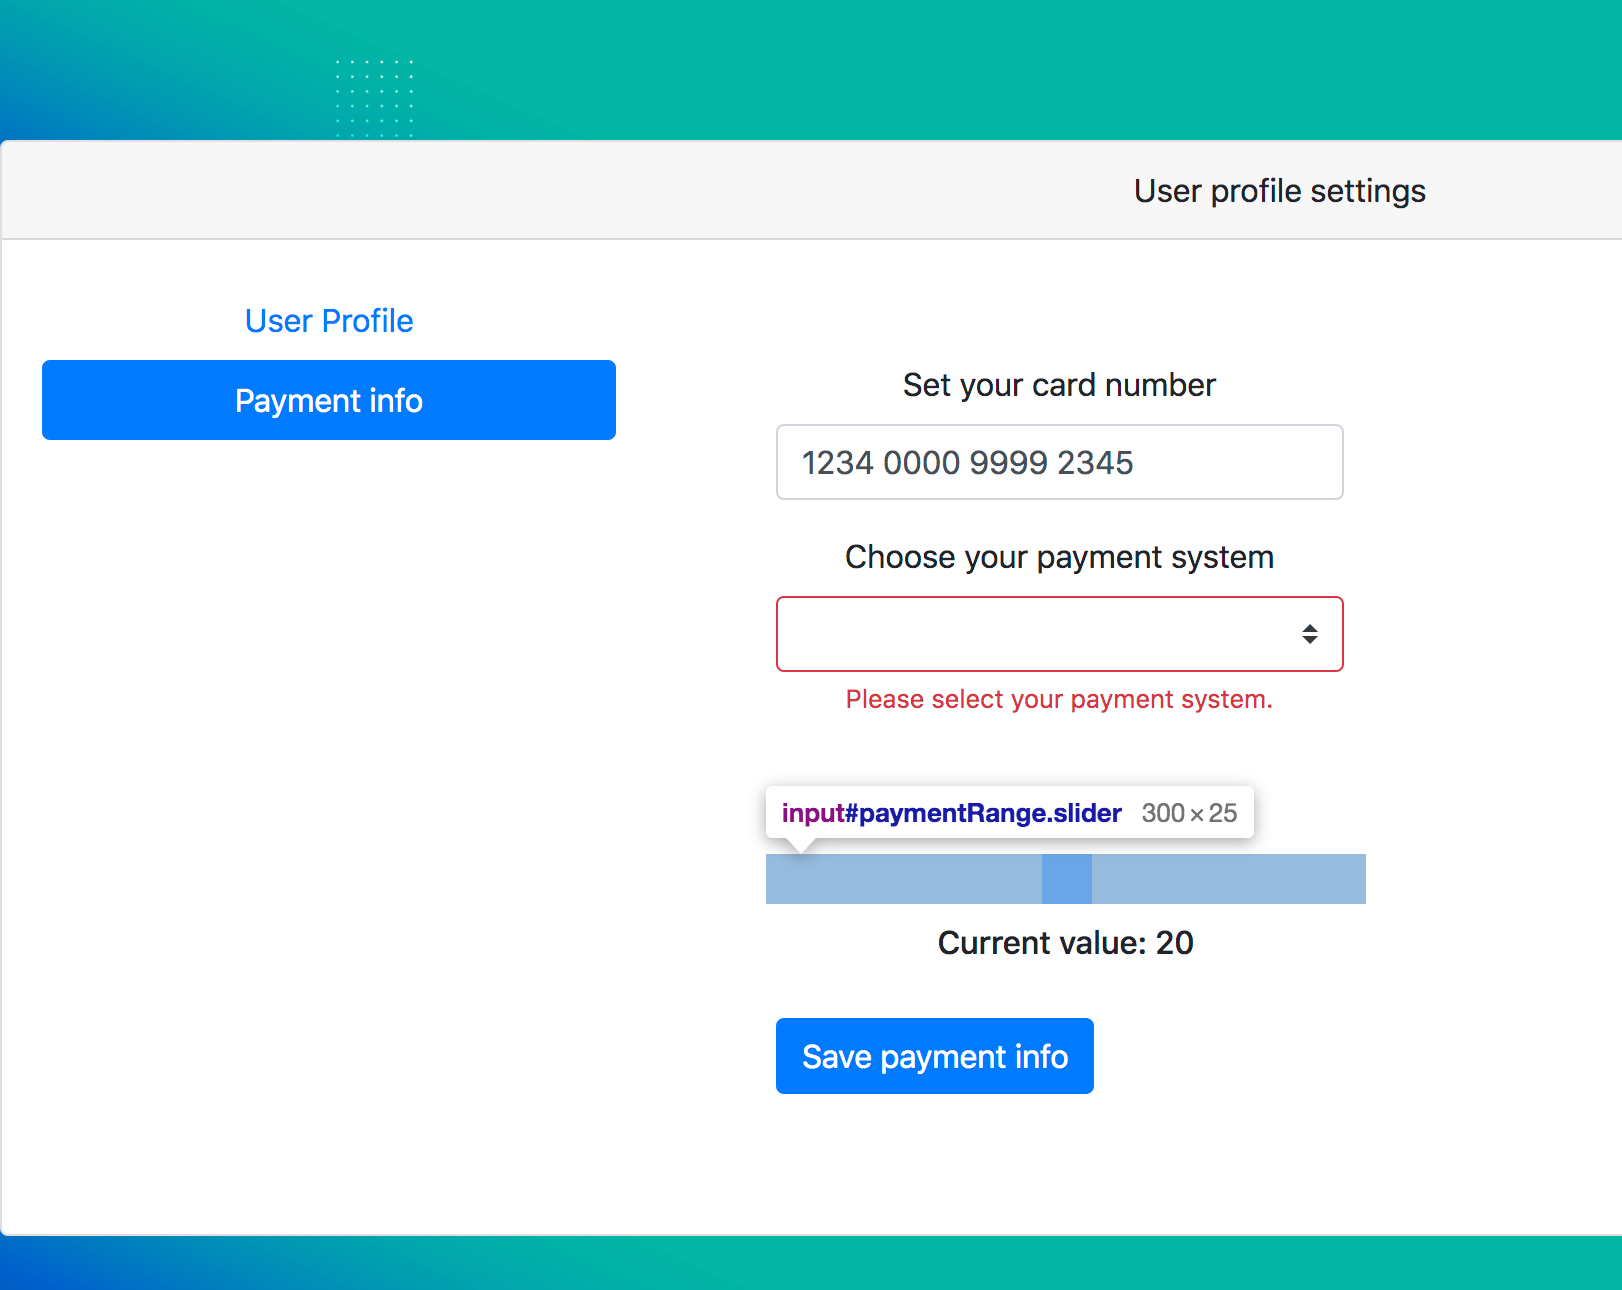 User profile settings
User Profile
Payment info
Set your card number
1234 0000 9999 2345
Choose your payment system
Please select your payment system.
input#paymentRange.slider 300×25
Current value: 20
Save payment info